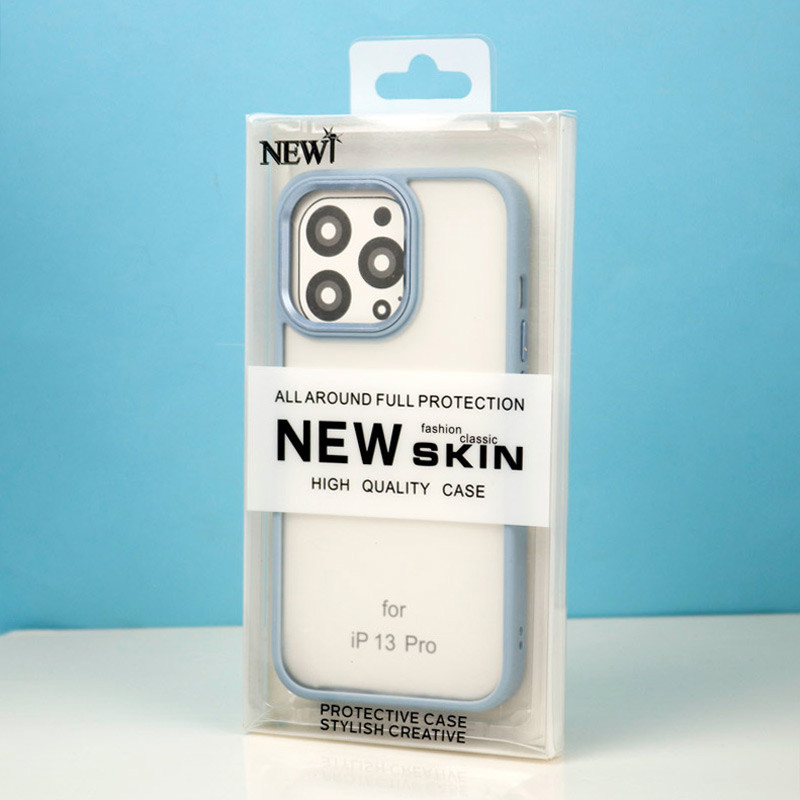 NEWi
ALL AROUND FULL PROTECTION
NEW fashion classic SKIN
HIGH QUALITY CASE
for
iP 13 Pro
PROTECTIVE CASE
STYLISH CREATIVE